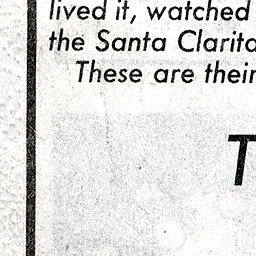 lived it, watched
the Santa Clarita
These are their
T